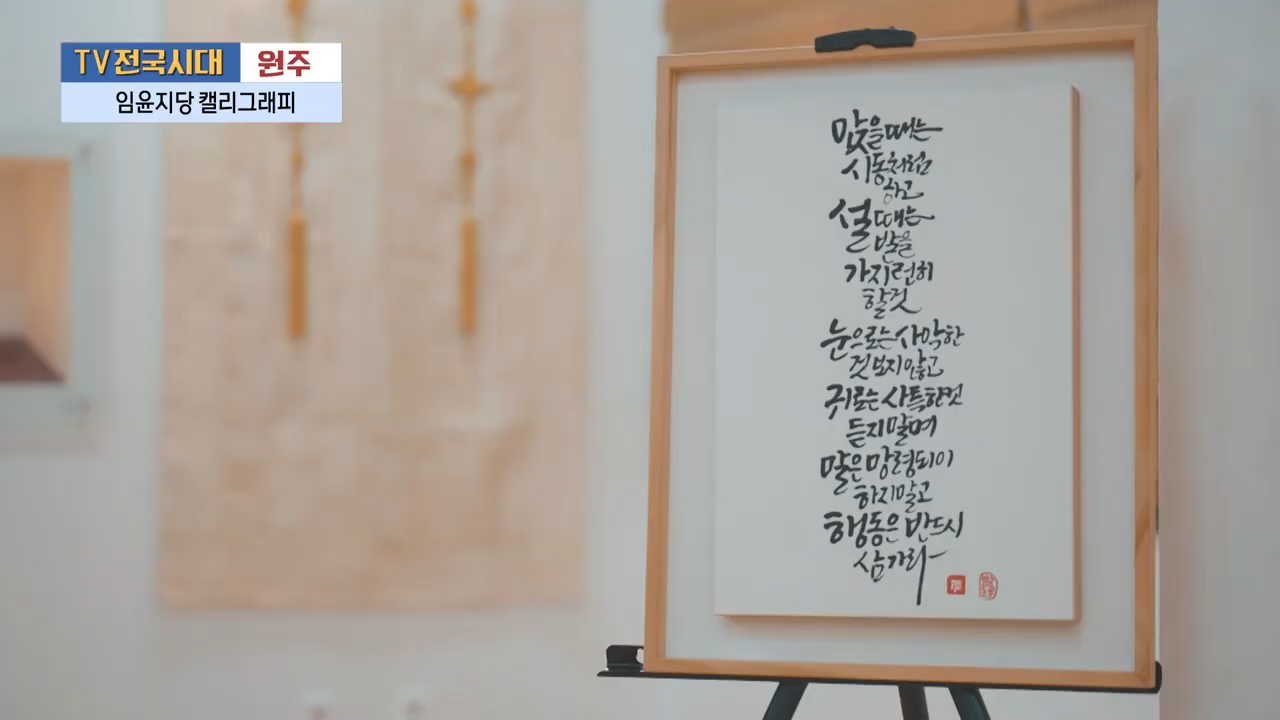 TV전국시대 원주
임윤지당 캘리그래피
앉을때는
시동처럼
하고
설때는
발을
가지런히
할것
눈으로는 사악한
것 보지 않고
귀로는 사특한것
듣지말며
말은 망령되이
하지말고
행동은 반드시
삼가라